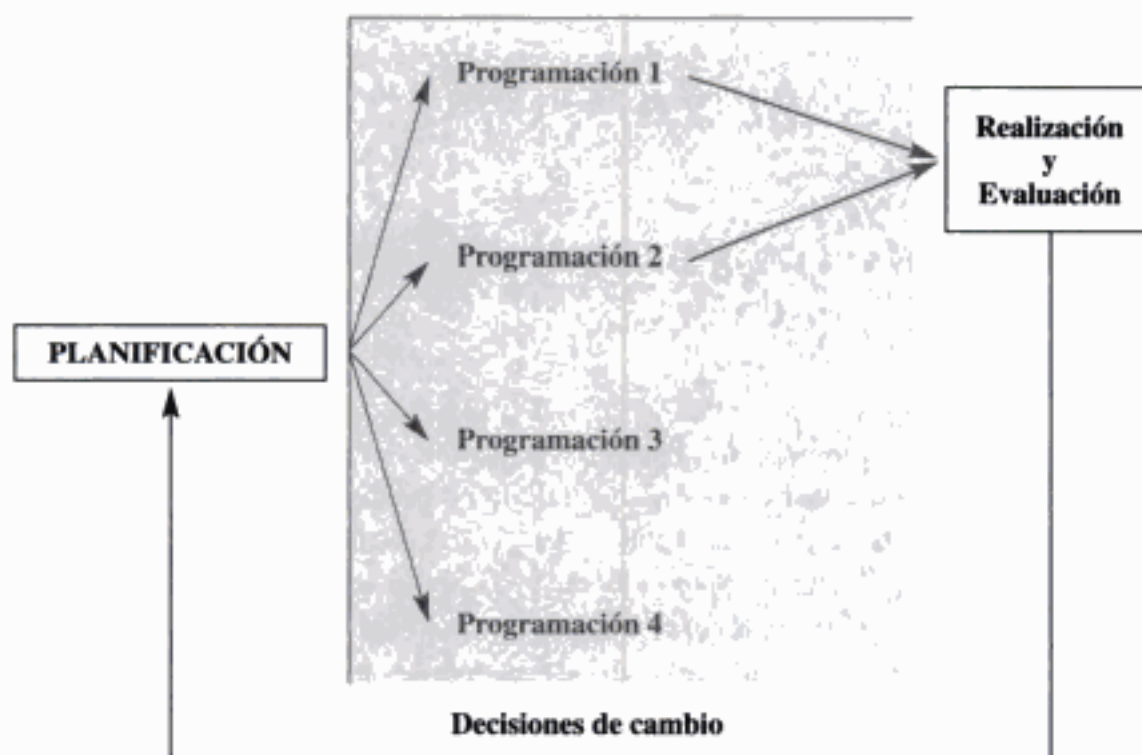 Programación 1
Realización
y
Evaluación
Programación 2
PLANIFICACIÓN
Programación 3
Programación 4
Decisiones de cambio